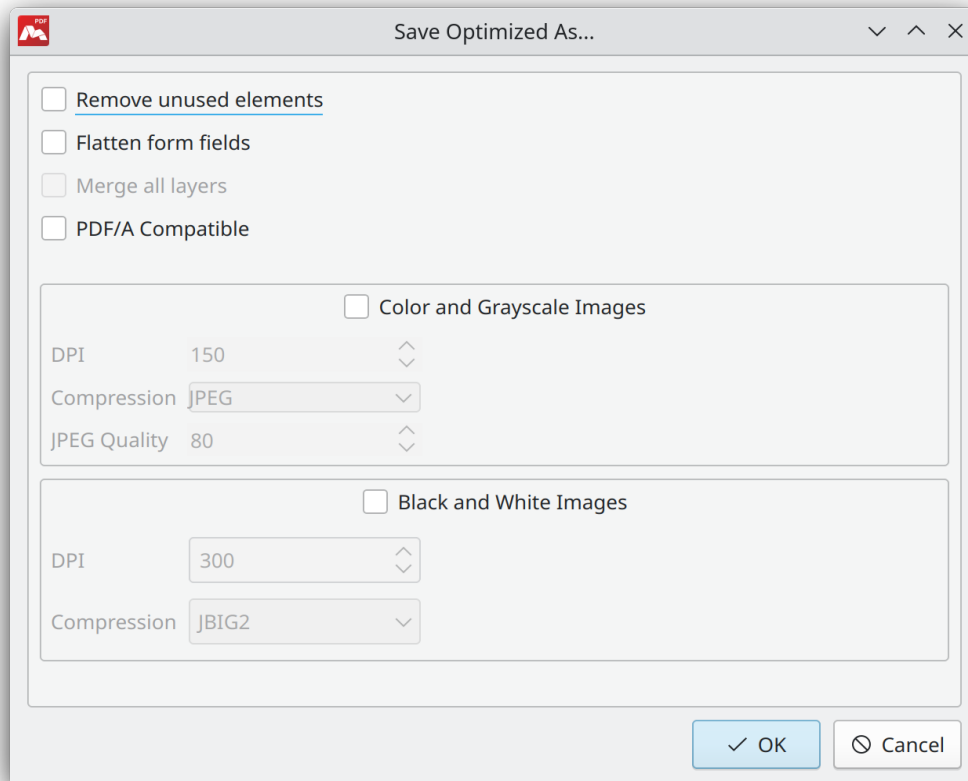 PDF
Save Optimized As...
Remove unused elements
Flatten form fields
Merge all layers
PDF/A Compatible
Color and Grayscale Images
DPI 150
Compression JPEG
JPEG Quality 80
Black and White Images
DPI 300
Compression JBIG2
OK Cancel